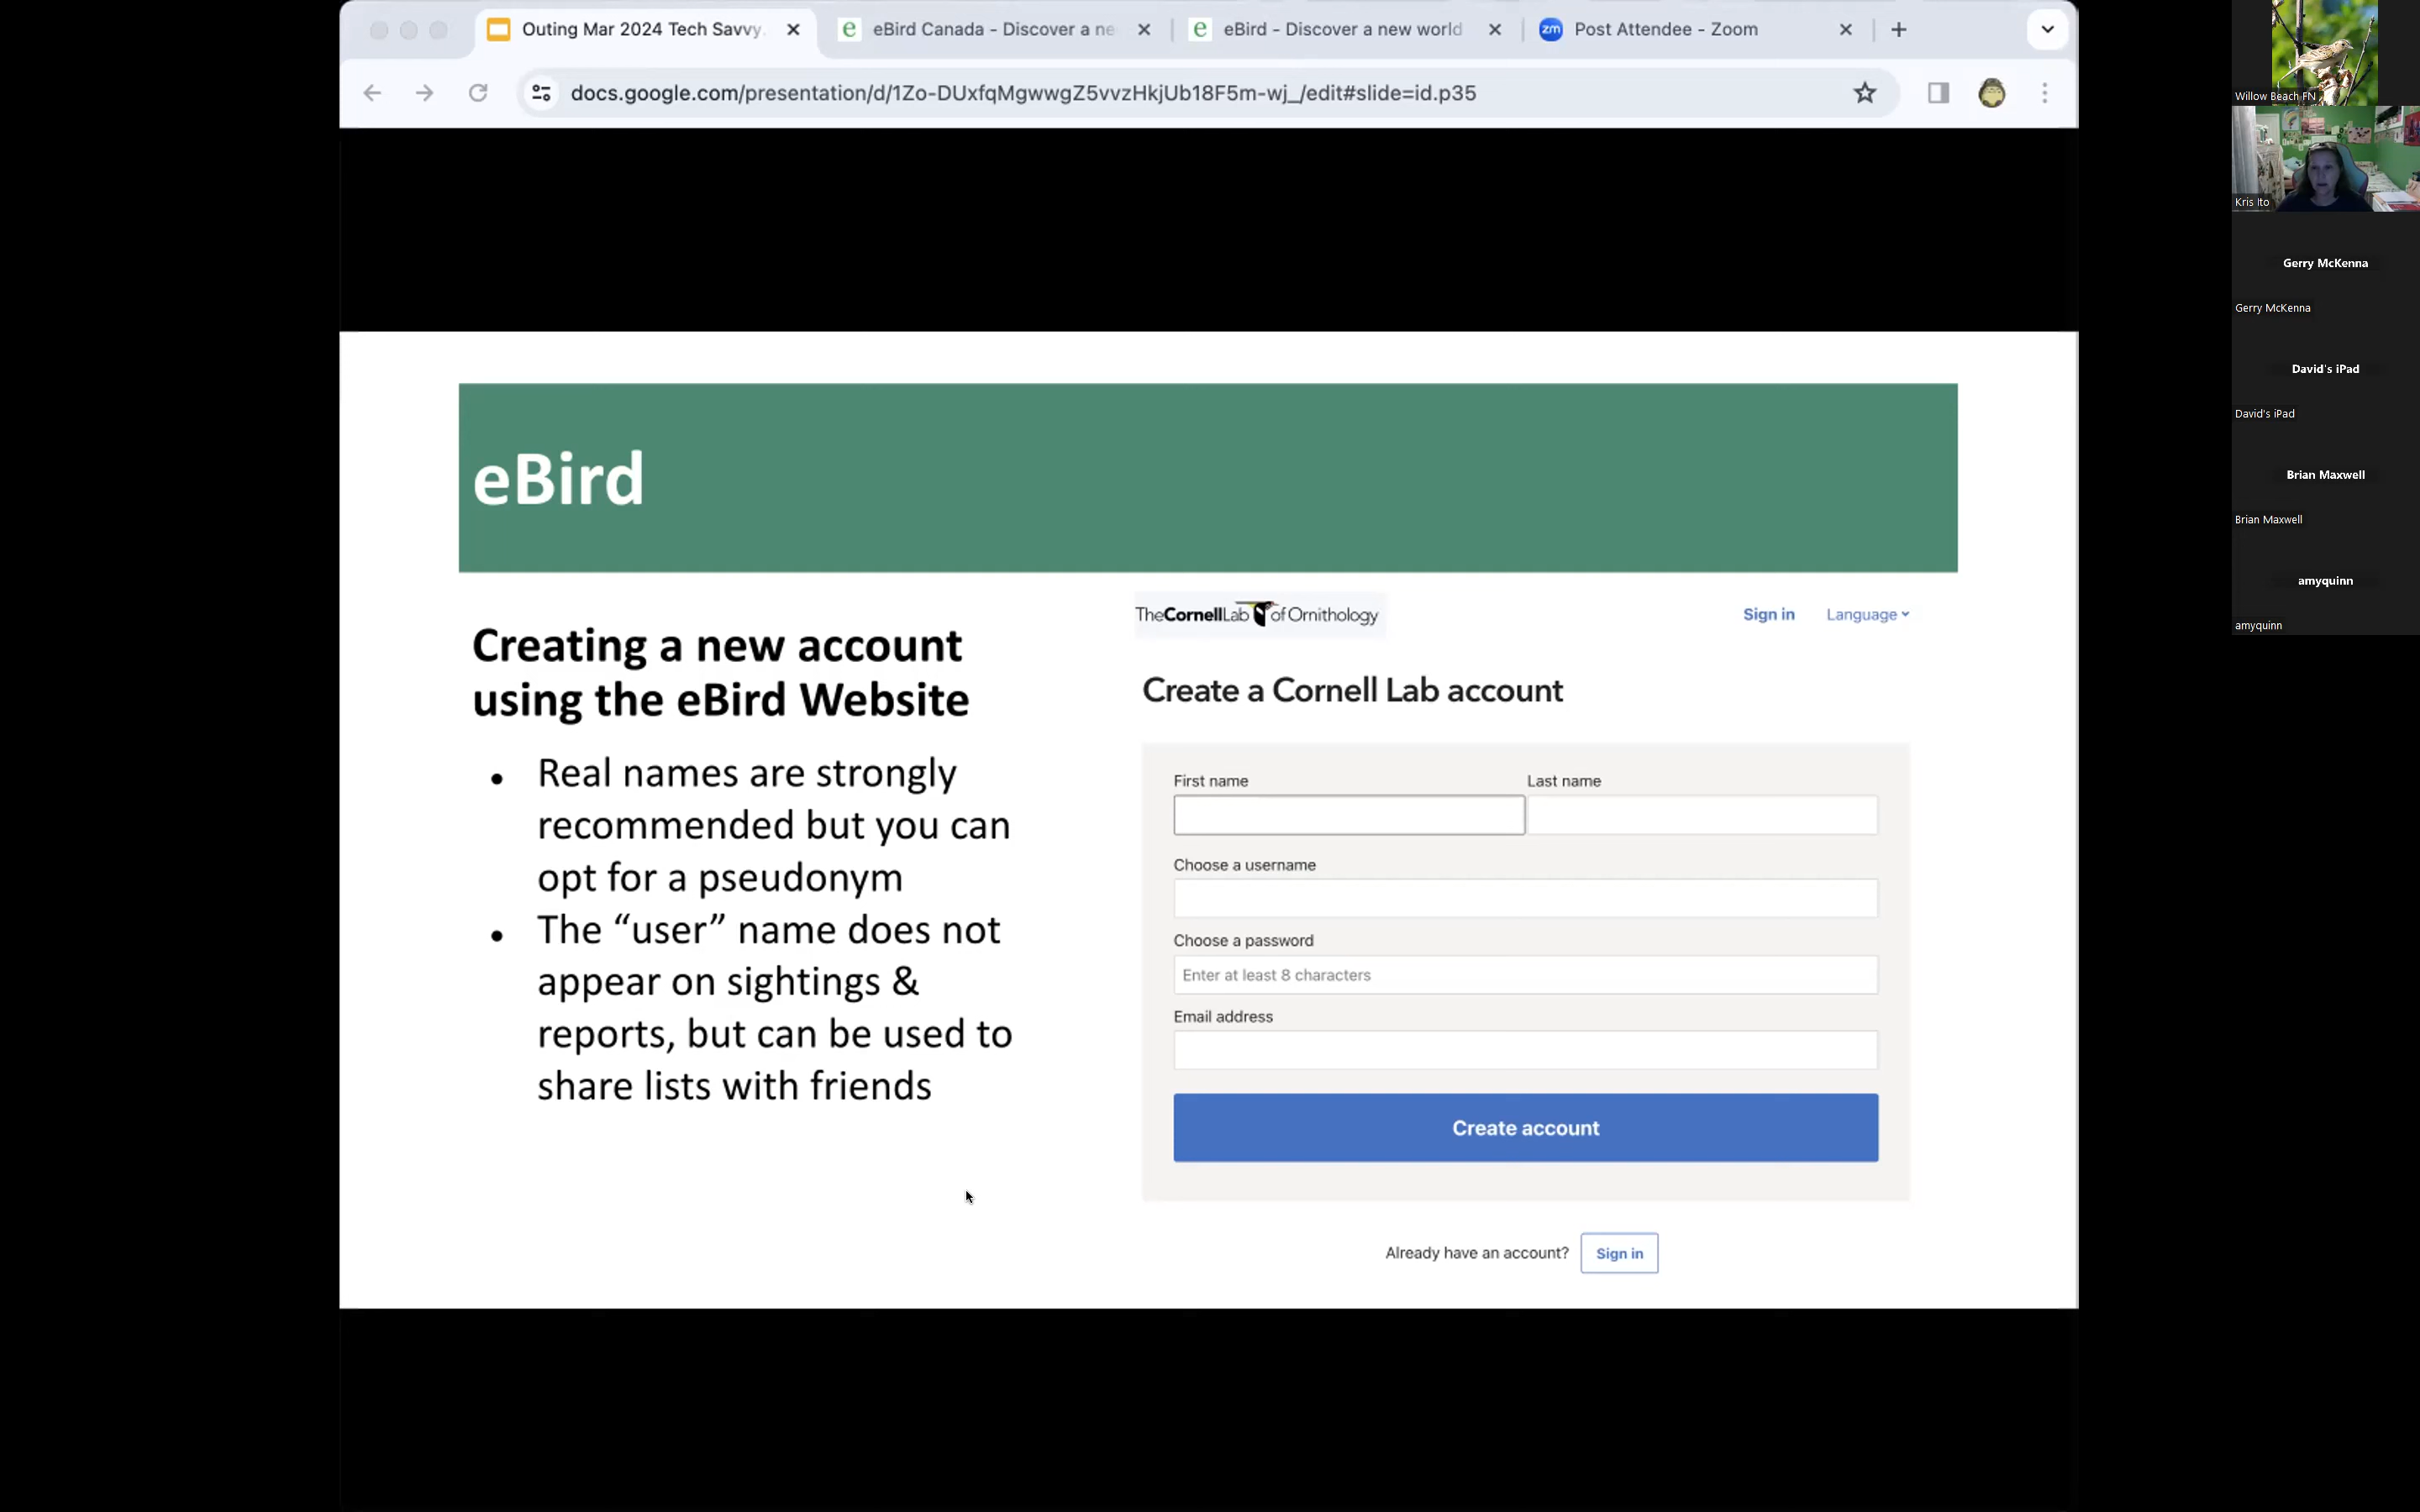 Outing Mar 2024 Tech Savvy
eBird Canada - Discover a ne
eBird - Discover a new world
zm Post Attendee - Zoom
docs.google.com/presentation/d/1Zo-DUxfqMgwwgZ5vvzHkjUb18F5m-wj_/edit#slide=id.p35
eBird
Creating a new account
using the eBird Website
• Real names are strongly
recommended but you can
opt for a pseudonym
• The “user” name does not
appear on sightings &
reports, but can be used to
share lists with friends
TheCornellLab of Ornithology
Sign in
Language
Create a Cornell Lab account
First name
Last name
Choose a username
Choose a password
Enter at least 8 characters
Email address
Create account
Already have an account?
Sign in
Willow Beach FN
Kris Ito
Gerry McKenna
Gerry McKenna
David's iPad
David's iPad
Brian Maxwell
Brian Maxwell
amyquinn
amyquinn